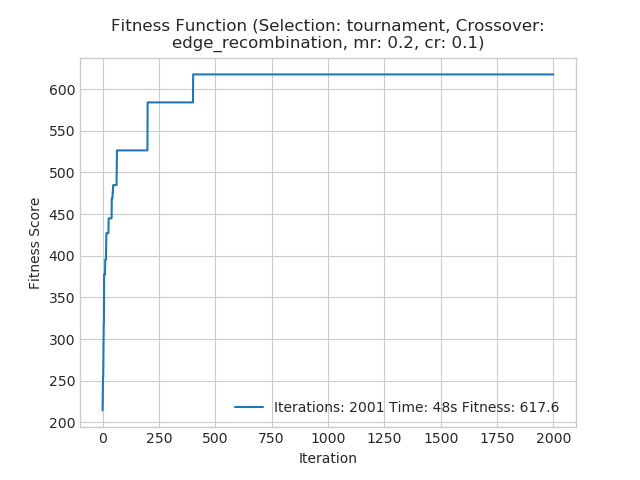 Fitness Function (Selection: tournament, Crossover:
edge_recombination, mr: 0.2, cr: 0.1)
600
550
500
450
400
350
300
250
200
Fitness Score
Iterations: 2001 Time: 48s Fitness: 617.6
0 250 500 750 1000 1250 1500 1750 2000
Iteration